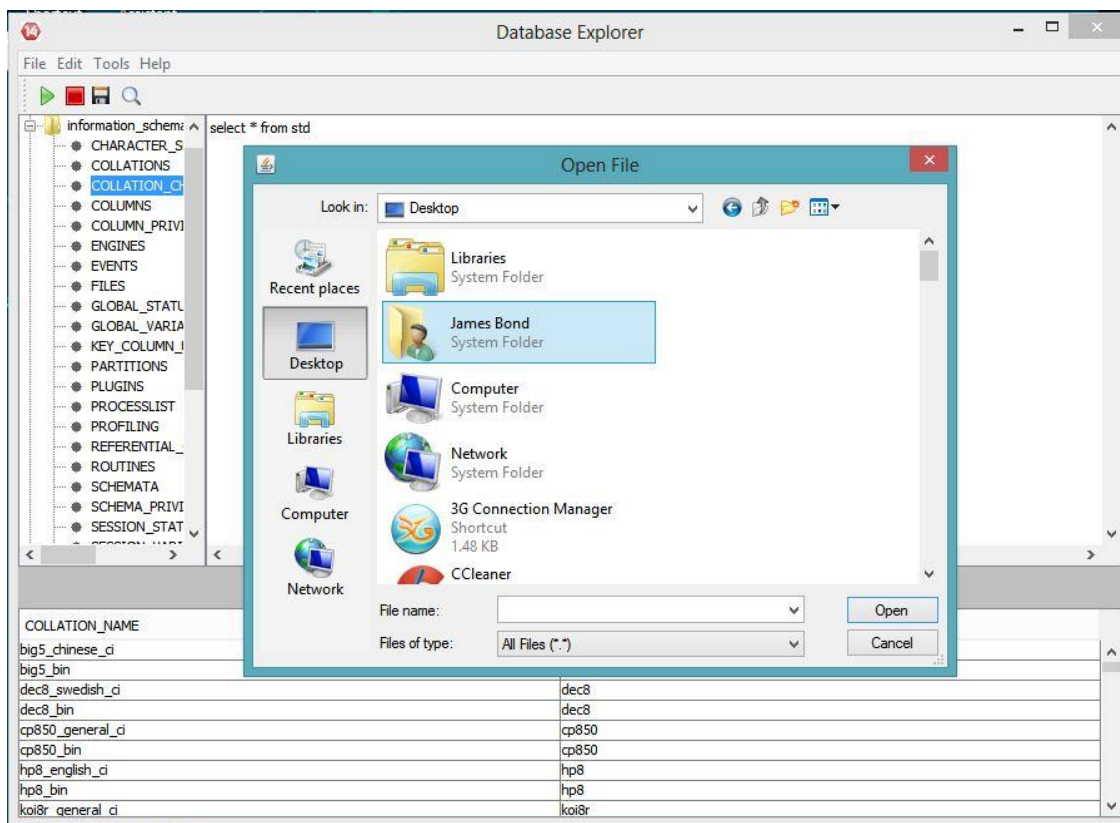 14
Database Explorer
File Edit Tools Help
information_schema
select * from std
CHARACTER_S
COLLATIONS
COLLATION_CH
COLUMNS
COLUMN_PRIVI
ENGINES
EVENTS
FILES
GLOBAL_STATU
GLOBAL_VARIA
KEY_COLUMN_
PARTITIONS
PLUGINS
PROCESSLIST
PROFILING
REFERENTIAL_
ROUTINES
SCHEMATA
SCHEMA_PRIVI
SESSION_STAT
Open File
Look in:
Desktop
Recent places
Desktop
Libraries
Computer
Network
Libraries
System Folder
James Bond
System Folder
Computer
System Folder
Network
System Folder
3G Connection Manager
Shortcut
1.48 KB
CCleaner
File name:
Open
Files of type:
All Files (*.*)
Cancel
COLLATION_NAME
big5_chinese_ci
big5_bin
dec8_swedish_ci dec8
dec8_bin dec8
cp850_general_ci cp850
cp850_bin cp850
hp8_english_ci hp8
hp8_bin hp8
koi8r_general_ci koi8r